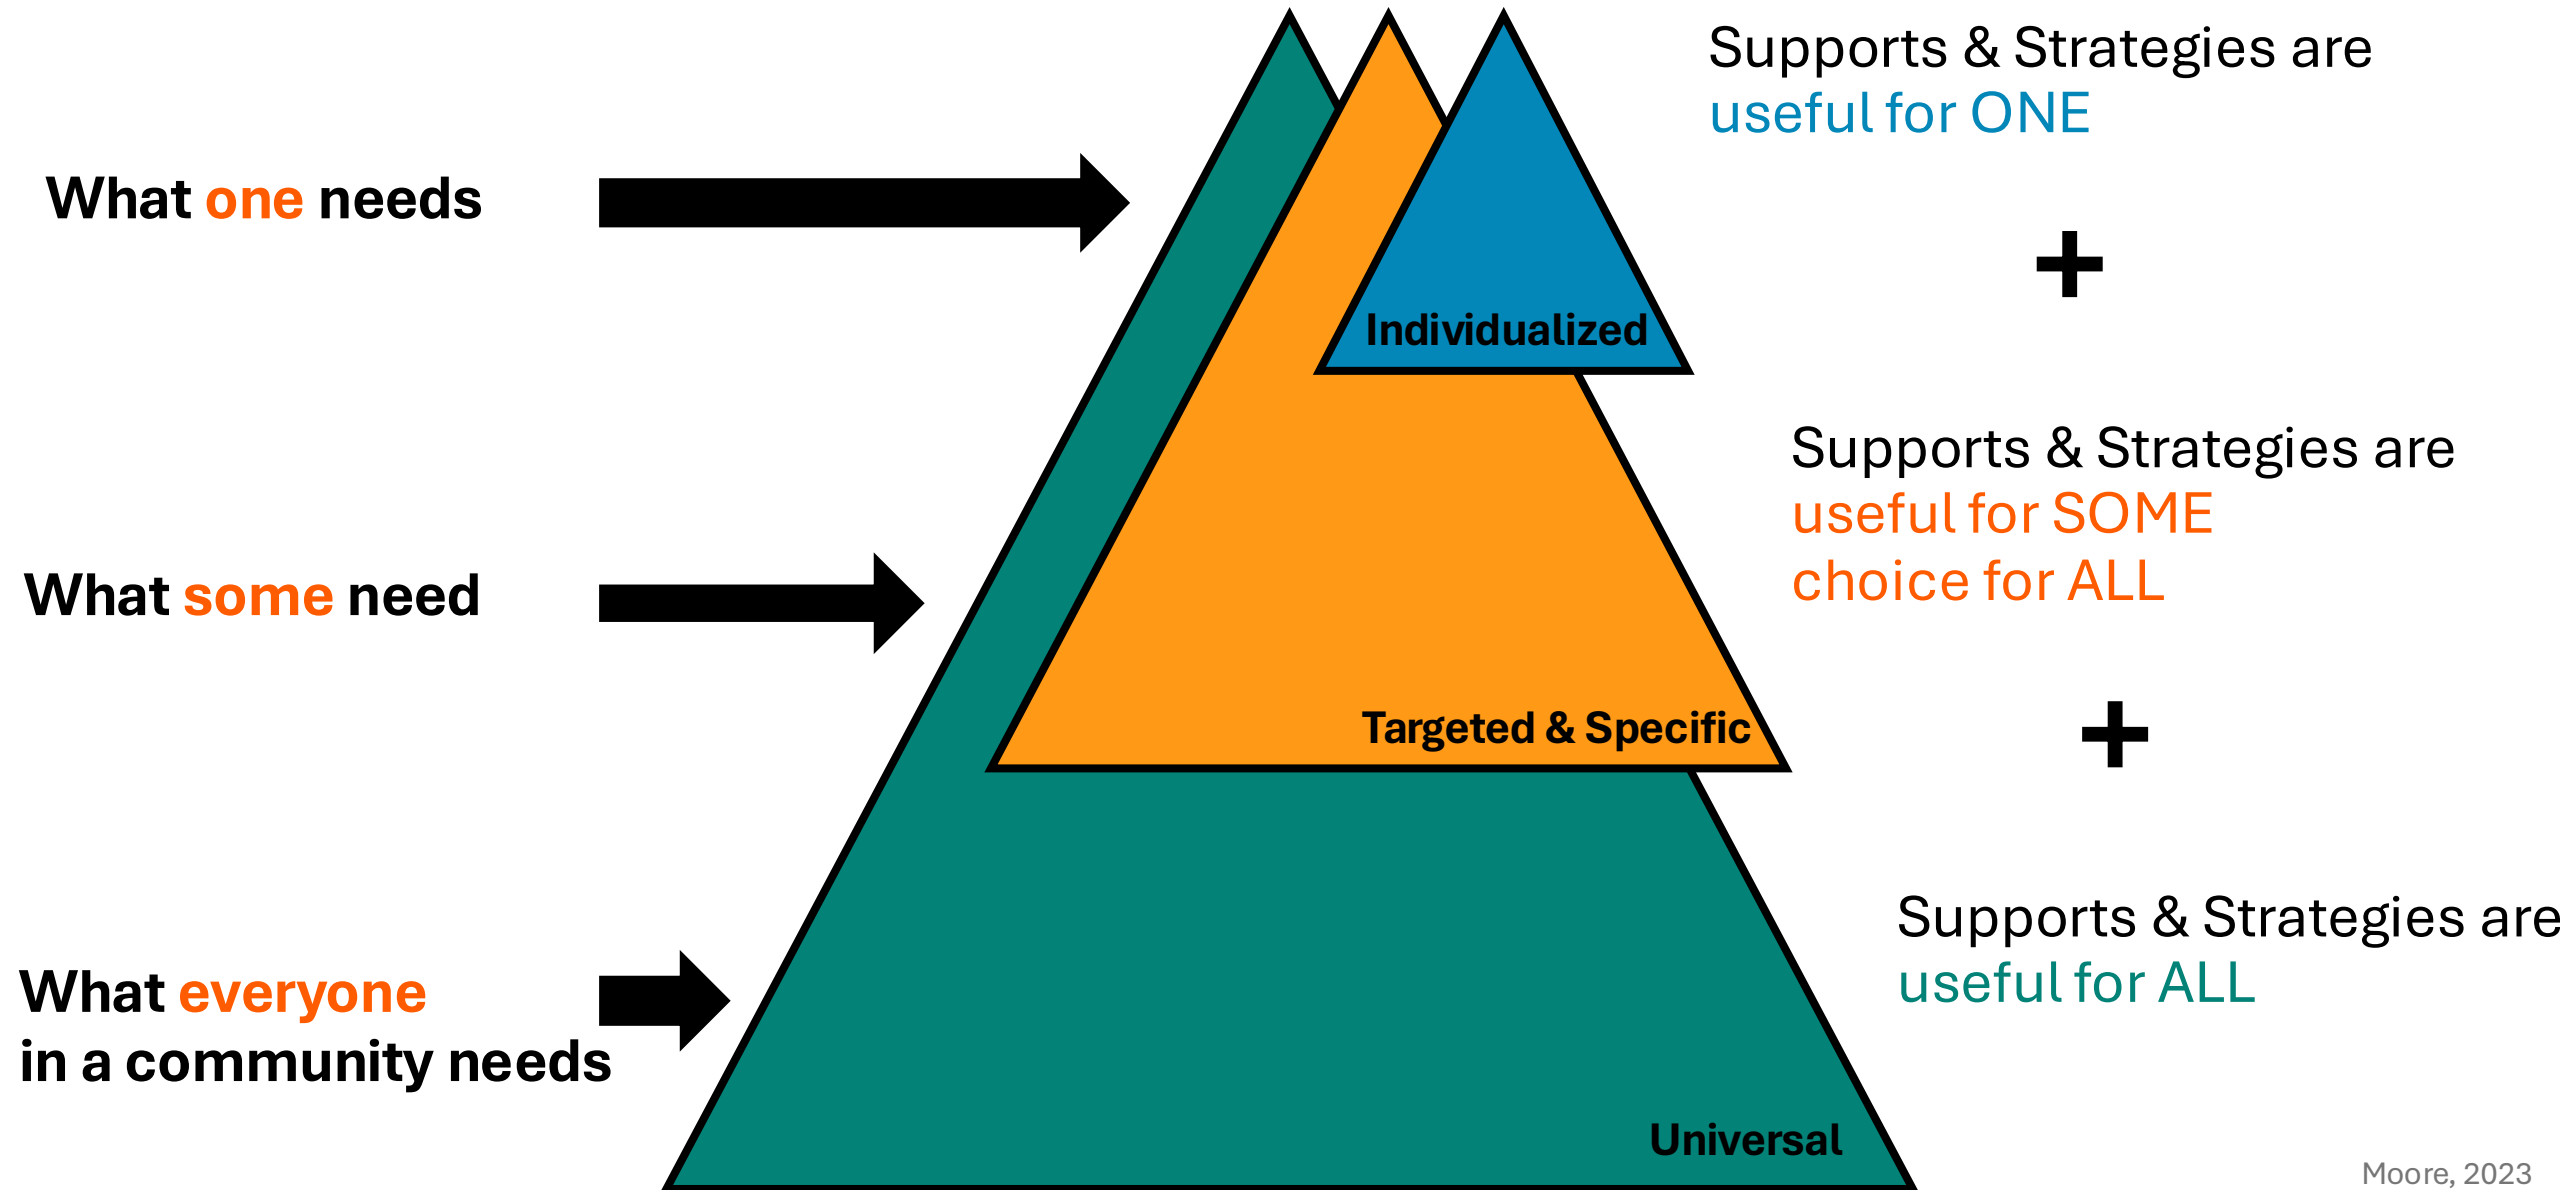 Supports & Strategies are
useful for ONE
What one needs
+
Individualized
Supports & Strategies are
useful for SOME
choice for ALL
What some need
Targeted & Specific
+
Supports & Strategies are
useful for ALL
What everyone
in a community needs
Universal
Moore, 2023